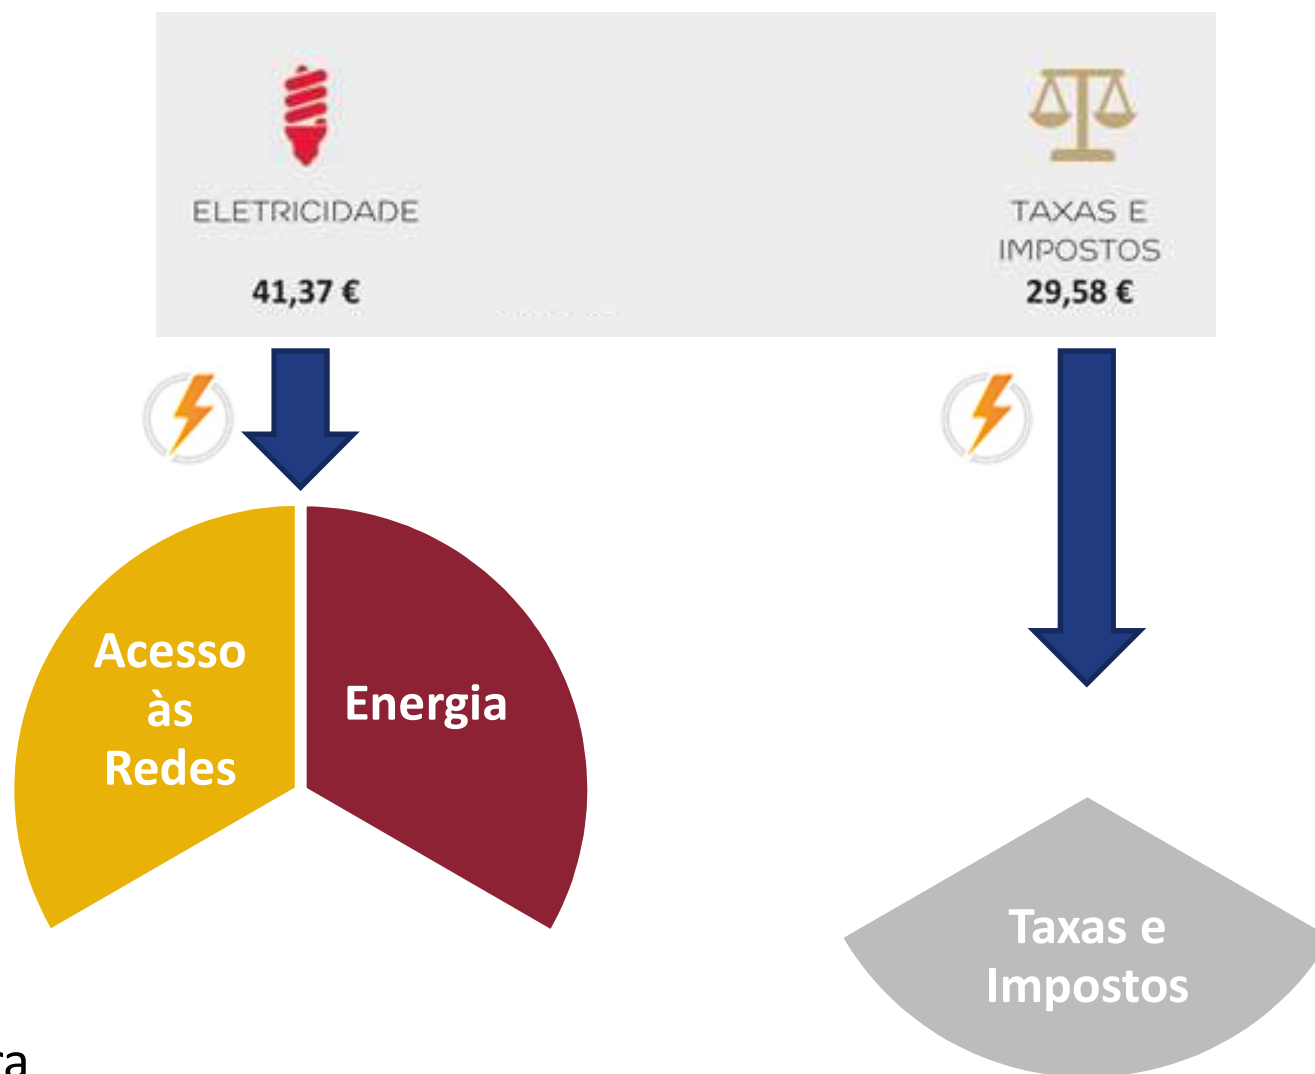 ELETRICIDADE
41,37 €
TAXAS E
IMPOSTOS
29,58 €
Acesso
às
Redes
Energia
Taxas e
Impostos